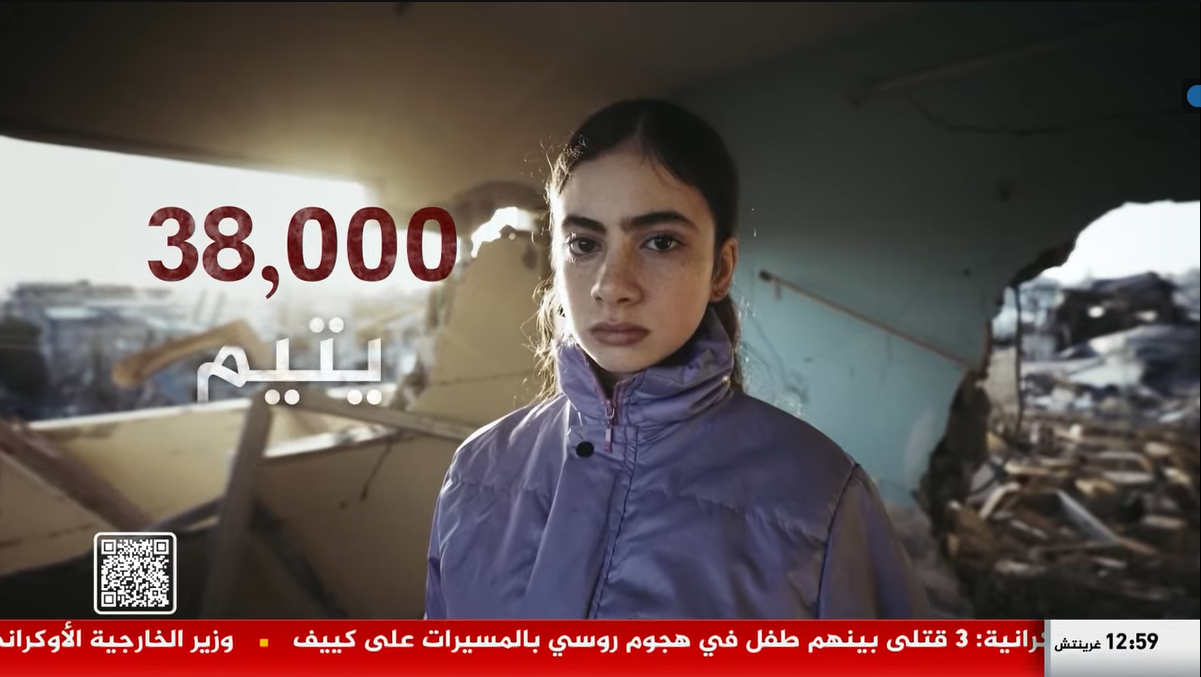 38,000
يتيم
كرانية: 3 قتلى بينهم طفل في هجوم روسي بالمسيرات على كييف ▪ وزير الخارجية الأوكراني
12:59 غرينتش